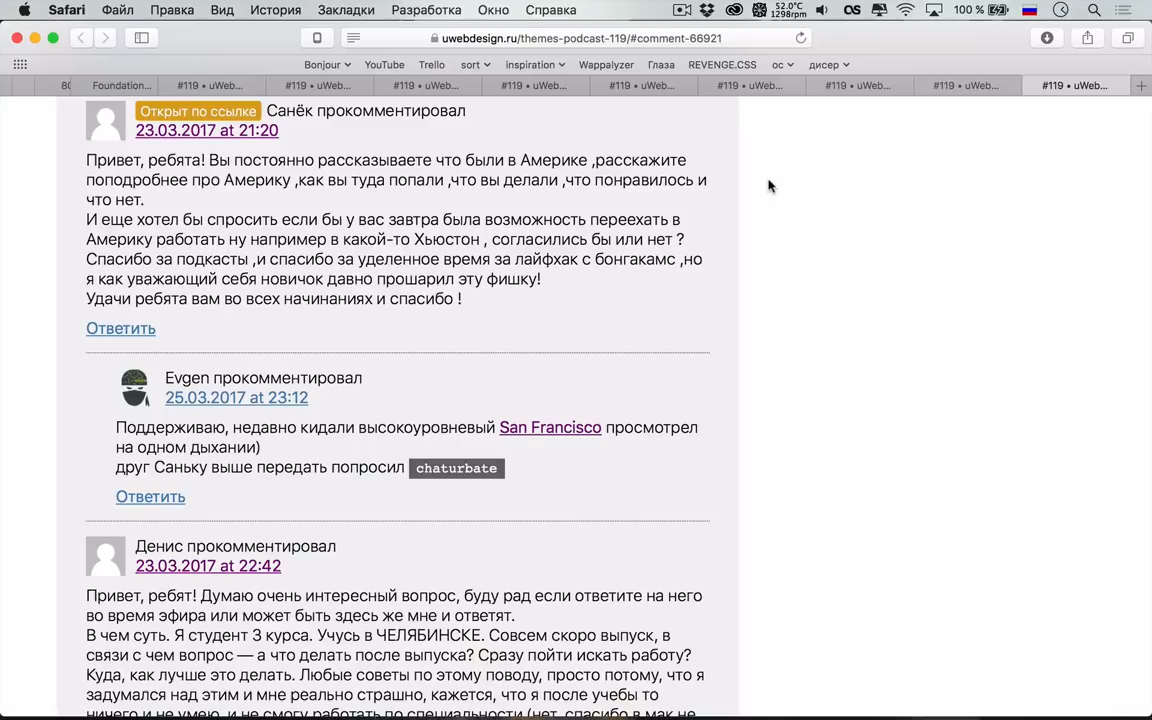 Safari Файл Правка Вид История Закладки Разработка Окно Справка 52.0°C 1298rpm 100 %
uwebdesign.ru/themes-podcast-119/#comment-66921
Bonjour YouTube Trello sort inspiration Wappalyzer Глаза REVENGE.CSS ос дисер
Foundation... #119 • uWeb... #119 • uWeb... #119 • uWeb... #119 • uWeb... #119 • uWeb... #119 • uWeb... #119 • uWeb... #119 • uWeb... #119 • uWeb...
Открыт по ссылке Санёк прокомментировал
23.03.2017 at 21:20
Привет, ребята! Вы постоянно рассказываете что были в Америке ,расскажите
поподробнее про Америку ,как вы туда попали ,что вы делали ,что понравилось и
что нет.
И еще хотел бы спросить если бы у вас завтра была возможность переехать в
Америку работать ну например в какой-то Хьюстон , согласились бы или нет ?
Спасибо за подкасты ,и спасибо за уделенное время за лайфхак с бонгакамс ,но
я как уважающий себя новичок давно прошарил эту фишку!
Удачи ребята вам во всех начинаниях и спасибо !
Ответить
Evgen прокомментировал
25.03.2017 at 23:12
Поддерживаю, недавно кидали высокоуровневый San Francisco просмотрел
на одном дыхании)
друг Саньку выше передать попросил chaturbate
Ответить
Денис прокомментировал
23.03.2017 at 22:42
Привет, ребят! Думаю очень интересный вопрос, буду рад если ответите на него
во время эфира или может быть здесь же мне и ответят.
В чем суть. Я студент 3 курса. Учусь в ЧЕЛЯБИНСКЕ. Совсем скоро выпуск, в
связи с чем вопрос — а что делать после выпуска? Сразу пойти искать работу?
Куда, как лучше это делать. Любые советы по этому поводу, просто потому, что я
задумался над этим и мне реально страшно, кажется, что я после учебы то
ничего и не умею, и не смогу работать по специальности (нет, спасибо в мак не